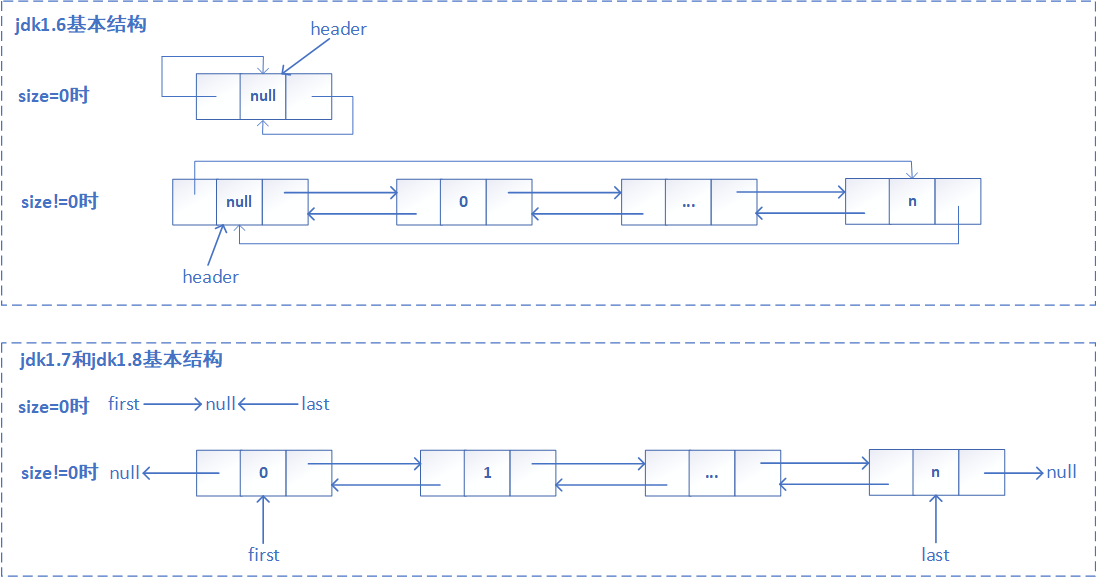 jdk1.6基本结构
header
size=0时
null
size!=0时
null
0
...
n
header
jdk1.7和jdk1.8基本结构
size=0时 first null last
size!=0时 null
0
1
...
n
null
first
last